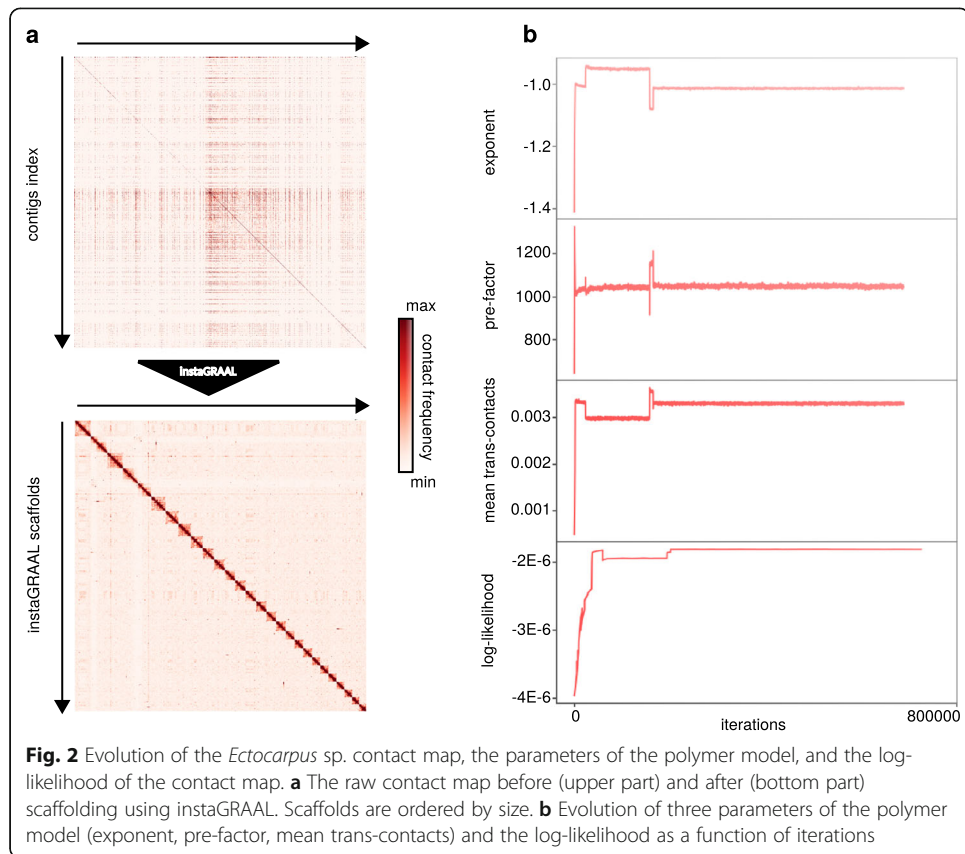 a
contigs index
instaGRAAL
instaGRAAL scaffolds
max
contact frequency
min
b
exponent
-1.0
-1.2
-1.4
pre-factor
1200
1000
800
mean trans-contacts
0.003
0.002
0.001
log-likelihood
-2E-6
-3E-6
-4E-6
0
iterations
800000
Fig. 2 Evolution of the Ectocarpus sp. contact map, the parameters of the polymer model, and the log-
likelihood of the contact map. a The raw contact map before (upper part) and after (bottom part)
scaffolding using instaGRAAL. Scaffolds are ordered by size. b Evolution of three parameters of the polymer
model (exponent, pre-factor, mean trans-contacts) and the log-likelihood as a function of iterations